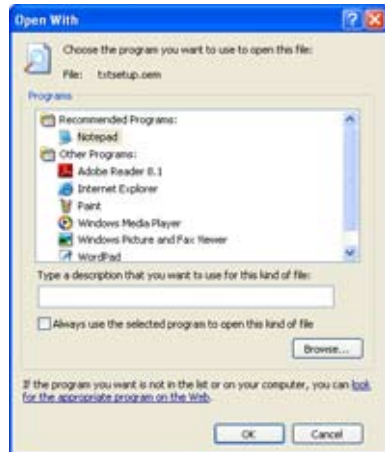 Open With
Choose the program you want to use to open this file:
File: txtsetup.oem
Programs
Recommended Programs:
Notepad
Other Programs:
Adobe Reader 8.1
Internet Explorer
Paint
Windows Media Player
Windows Picture and Fax Viewer
WordPad
Type a description that you want to use for this kind of file:
Always use the selected program to open this kind of file
Browse...
If the program you want is not in the list or on your computer, you can look
for the appropriate program on the Web.
OK
Cancel